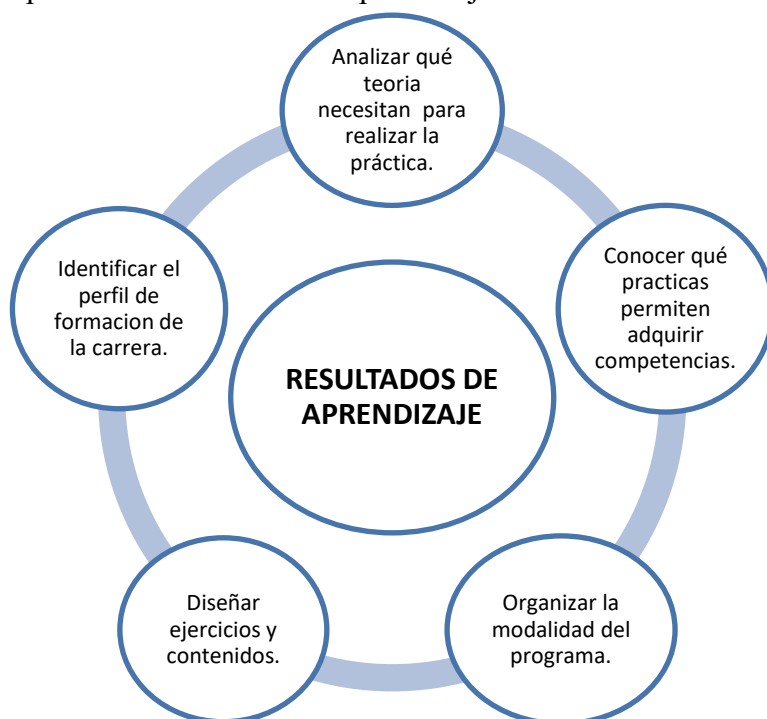 Analizar qué
teoria
necesitan para
realizar la
práctica.
Conocer qué
practicas
permiten
adquirir
competencias.
Organizar la
modalidad del
programa.
Diseñar
ejercicios y
contenidos.
Identificar el
perfil de
formacion de
la carrera.
RESULTADOS DE
APRENDIZAJE